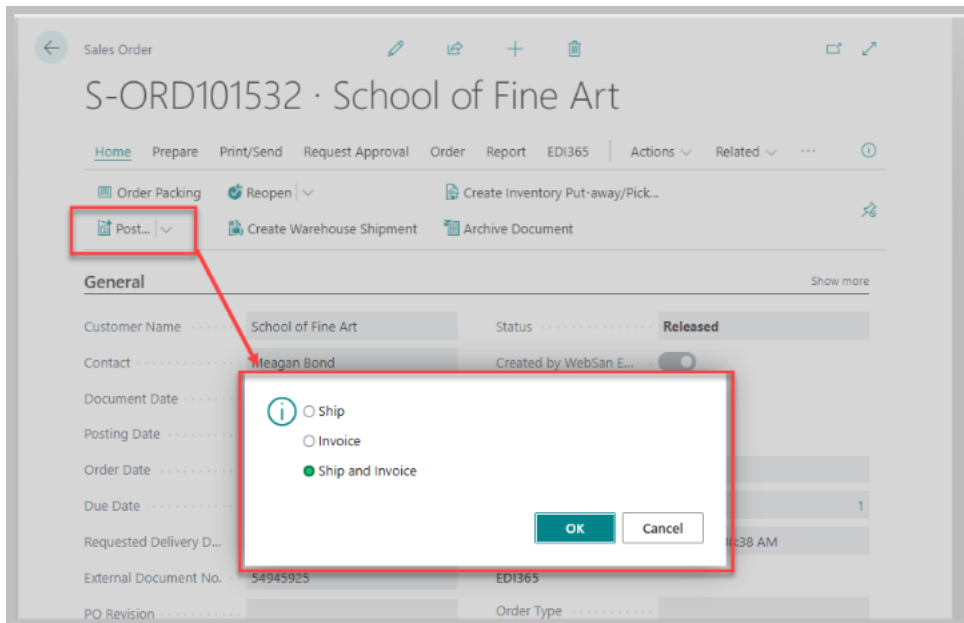 Sales Order
S-ORD101532 · School of Fine Art
Home Prepare Print/Send Request Approval Order Report EDI365 Actions Related ...
Order Packing Reopen Create Inventory Put-away/Pick...
Post... Create Warehouse Shipment Archive Document
General Show more
Customer Name School of Fine Art Status Released
Contact Meagan Bond Created by WebSan E...
Document Date
Posting Date
Order Date
Due Date 1
Requested Delivery D... :38 AM
External Document No. 54945925 EDI365
PO Revision Order Type
Ship
Invoice
Ship and Invoice
OK Cancel